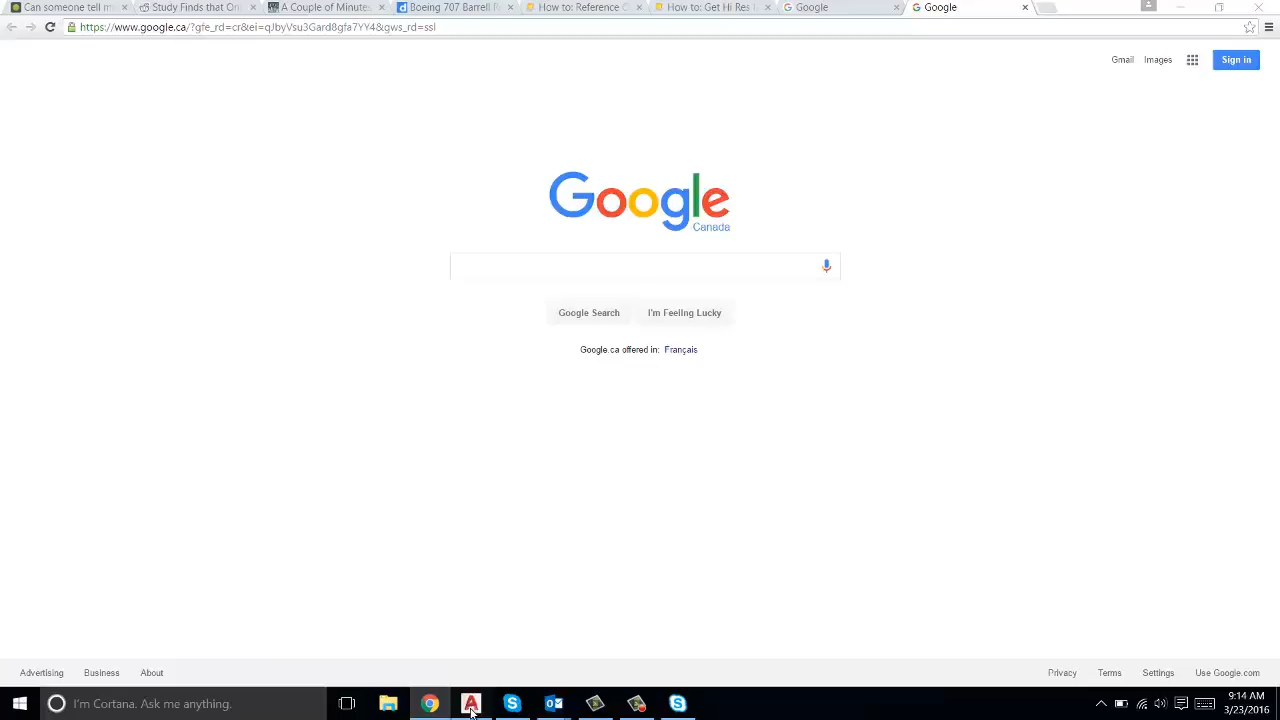 Can someone tell m
Study Finds that On
A Couple of Minutes
Boeing 707 Barrell R
How to: Reference C
How to: Get Hi Res I
Google
Google
https://www.google.ca/?gfe_rd=cr&ei=qJbyVsu3Gard8gfa7YY4&gws_rd=ssl
Gmail Images Sign in
Google
Canada
Google Search I'm Feeling Lucky
Google.ca offered in: Français
Advertising Business About Privacy Terms Settings Use Google.com
I'm Cortana. Ask me anything.
9:14 AM
3/23/2016